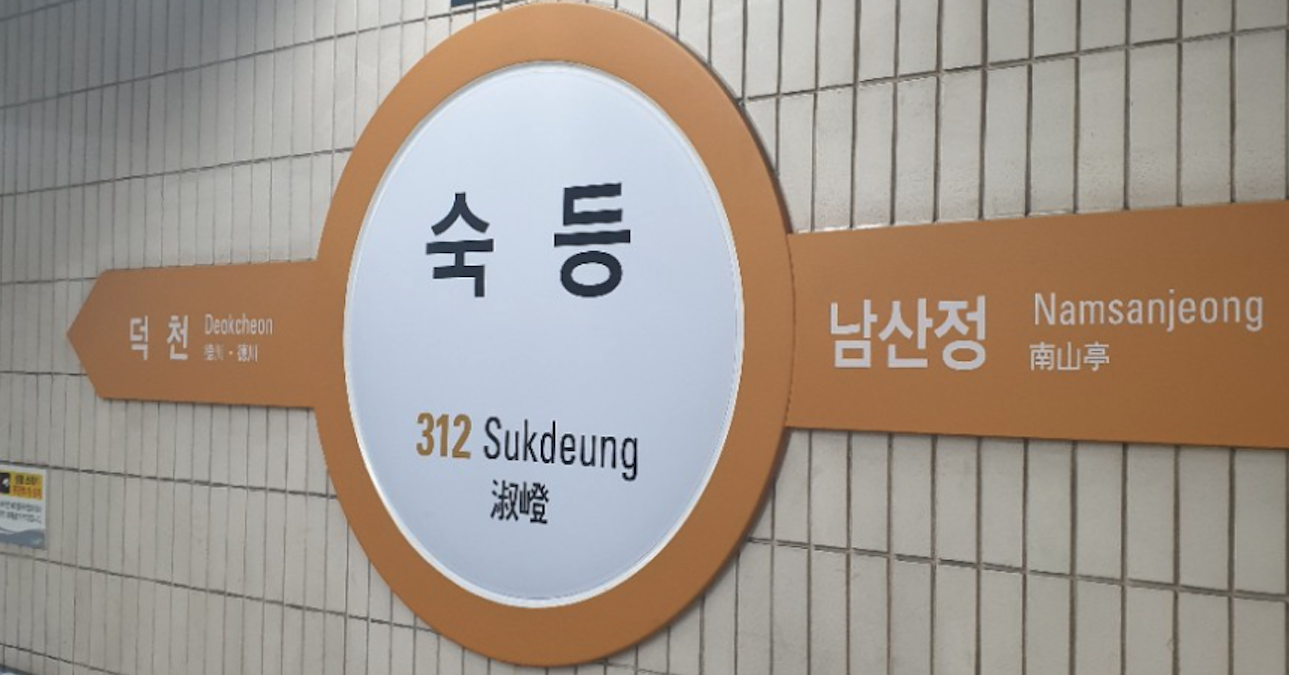 숙등
312 Sukdeung
淑嶝
덕천
Deokcheon
남산정
Namsanjeong
南山亭